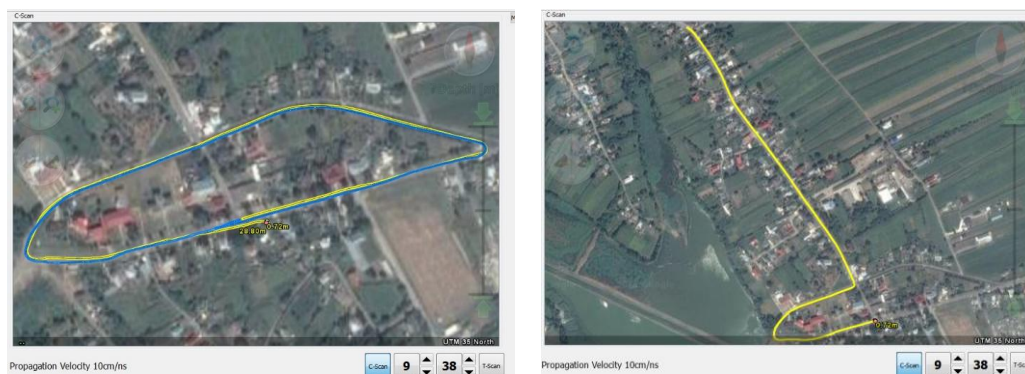 C-Scan
0.72m
28.80m
UTM 35 North
Propagation Velocity 10cm/ns
C-Scan 9 38 T-Scan
C-Scan
0.72m
UTM 35 North
Propagation Velocity 10cm/ns
C-Scan 9 38